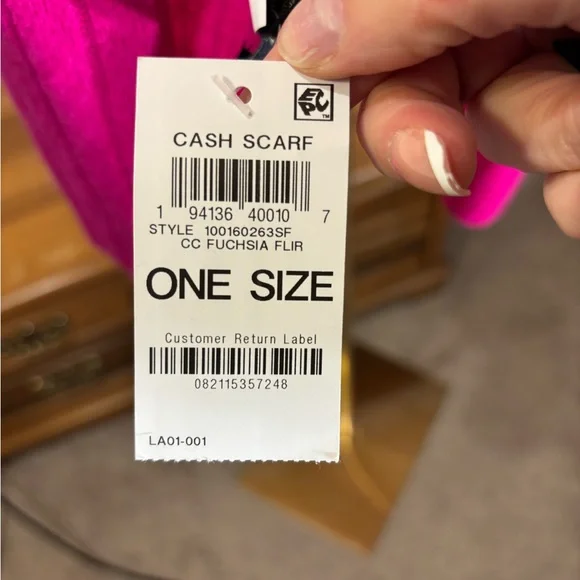 EPC™
CASH SCARF
1 94136 40010 7
STYLE 100160263SF
CC FUCHSIA FLIR
ONE SIZE
Customer Return Label
082115357248
LA01-001